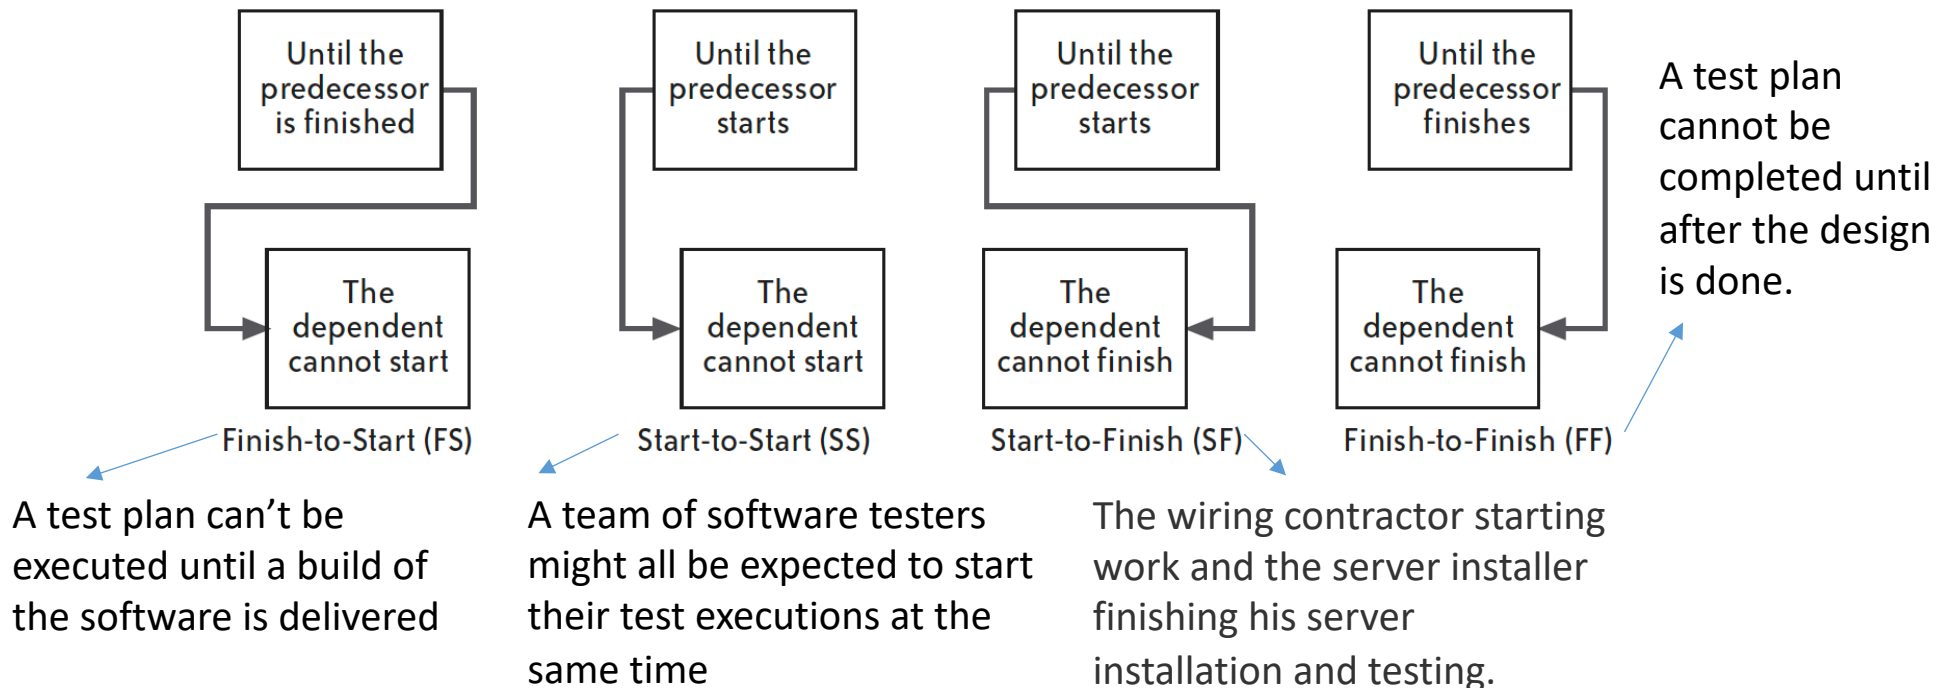 Until the
predecessor
is finished
Until the
predecessor
starts
Until the
predecessor
starts
Until the
predecessor
finishes
A test plan
cannot be
completed until
after the design
is done.
The
dependent
cannot start
The
dependent
cannot start
The
dependent
cannot finish
The
dependent
cannot finish
Finish-to-Start (FS)
Start-to-Start (SS)
Start-to-Finish (SF)
Finish-to-Finish (FF)
A test plan can’t be
executed until a build of
the software is delivered
A team of software testers
might all be expected to start
their test executions at the
same time
The wiring contractor starting
work and the server installer
finishing his server
installation and testing.